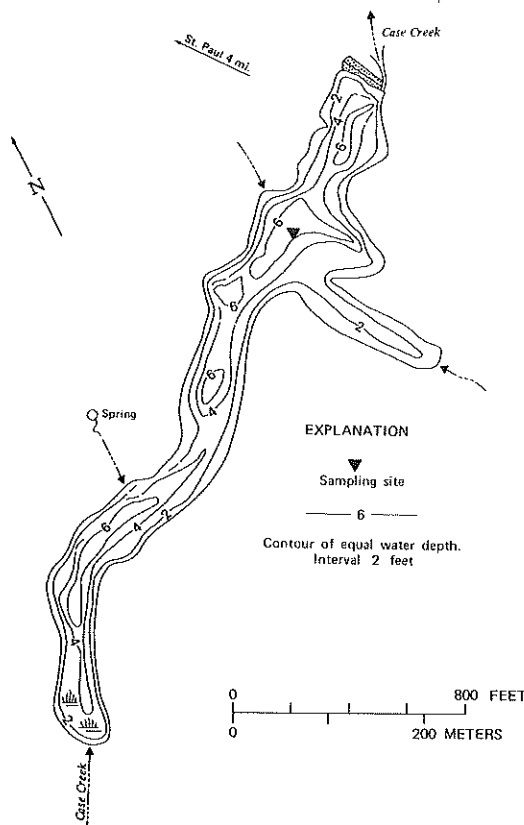 Case Creek
St. Paul 4 mi.
N
2
4
6
6
6
2
6
4
Spring
6
4
2
4
2
EXPLANATION
Sampling site
6
Contour of equal water depth.
Interval 2 feet
0 800 FEET
0 200 METERS
Case Creek